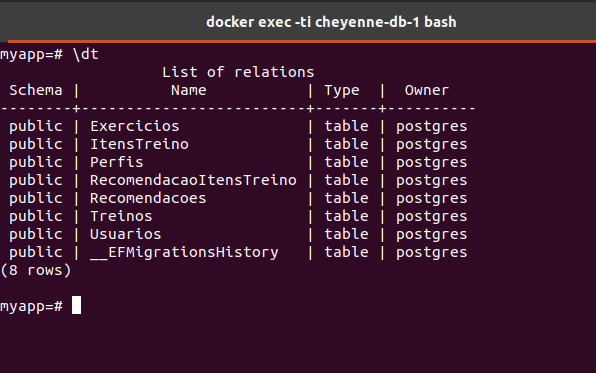 docker exec -ti cheyenne-db-1 bash
myapp=# \dt
                  List of relations
 Schema |          Name           | Type  |  Owner
--------+-------------------------+-------+----------
 public | Exercicios              | table | postgres
 public | ItensTreino             | table | postgres
 public | Perfis                  | table | postgres
 public | RecomendacaoItensTreino | table | postgres
 public | Recomendacoes           | table | postgres
 public | Treinos                 | table | postgres
 public | Usuarios                | table | postgres
 public | __EFMigrationsHistory   | table | postgres
(8 rows)
myapp=#